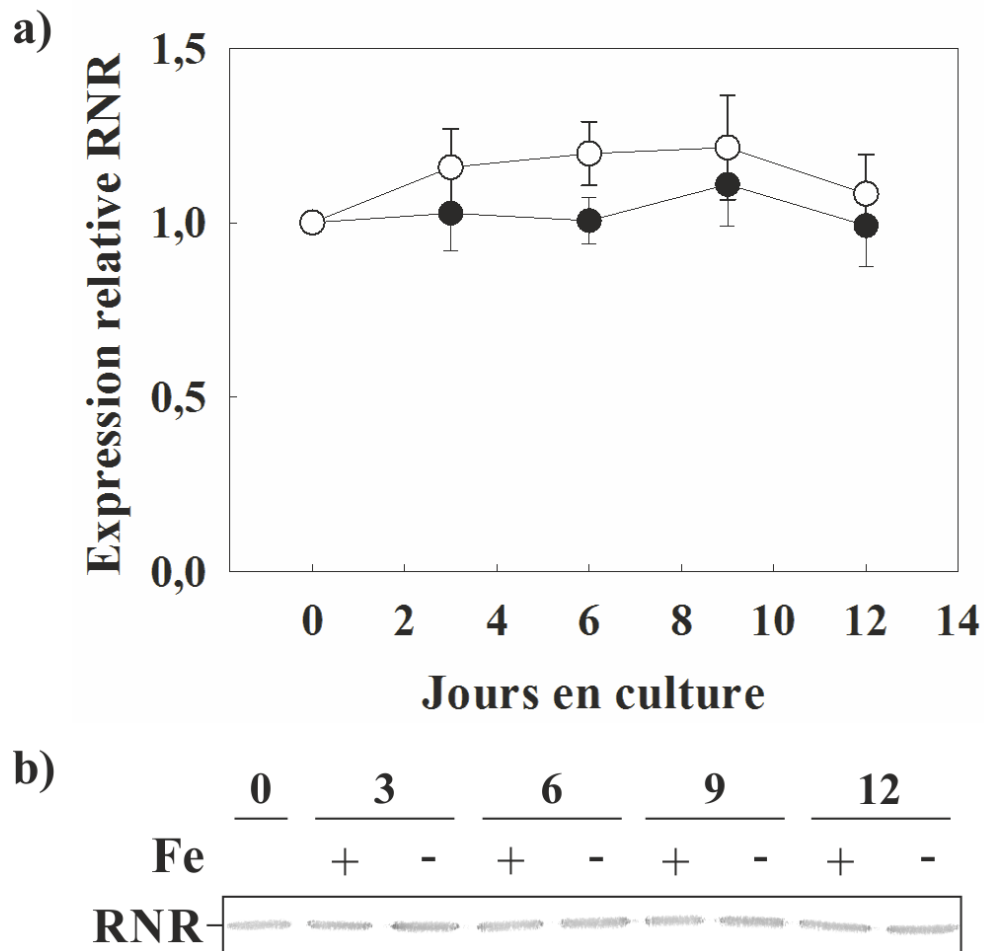 a)
1,5
1,0
0,5
0,0
Expression relative RNR
0 2 4 6 8 10 12 14
Jours en culture
b)
0 3 6 9 12
Fe + - + - + - + -
RNR